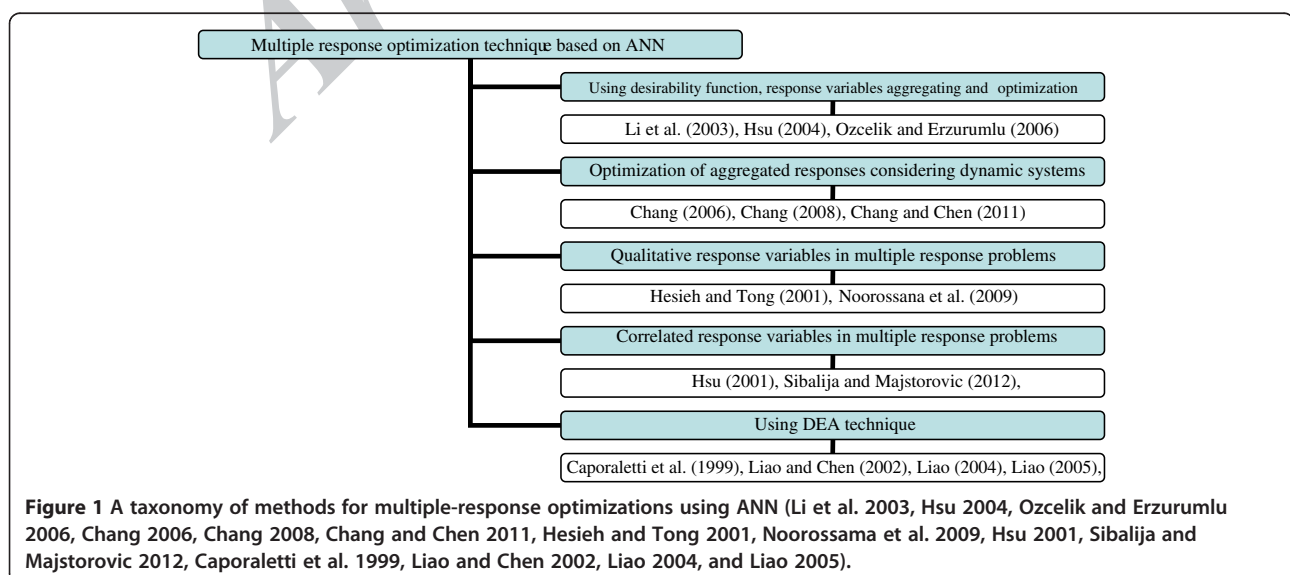 Multiple response optimization technique based on ANN
Using desirability function, response variables aggregating and optimization
Li et al. (2003), Hsu (2004), Ozcelik and Erzurumlu (2006)
Optimization of aggregated responses considering dynamic systems
Chang (2006), Chang (2008), Chang and Chen (2011)
Qualitative response variables in multiple response problems
Hesieh and Tong (2001), Noorossana et al. (2009)
Correlated response variables in multiple response problems
Hsu (2001), Sibalija and Majstorovic (2012),
Using DEA technique
Caporaletti et al. (1999), Liao and Chen (2002), Liao (2004), Liao (2005),
Figure 1 A taxonomy of methods for multiple-response optimizations using ANN (Li et al. 2003, Hsu 2004, Ozcelik and Erzurumlu
2006, Chang 2006, Chang 2008, Chang and Chen 2011, Hesieh and Tong 2001, Noorossama et al. 2009, Hsu 2001, Sibalija and
Majstorovic 2012, Caporaletti et al. 1999, Liao and Chen 2002, Liao 2004, and Liao 2005).